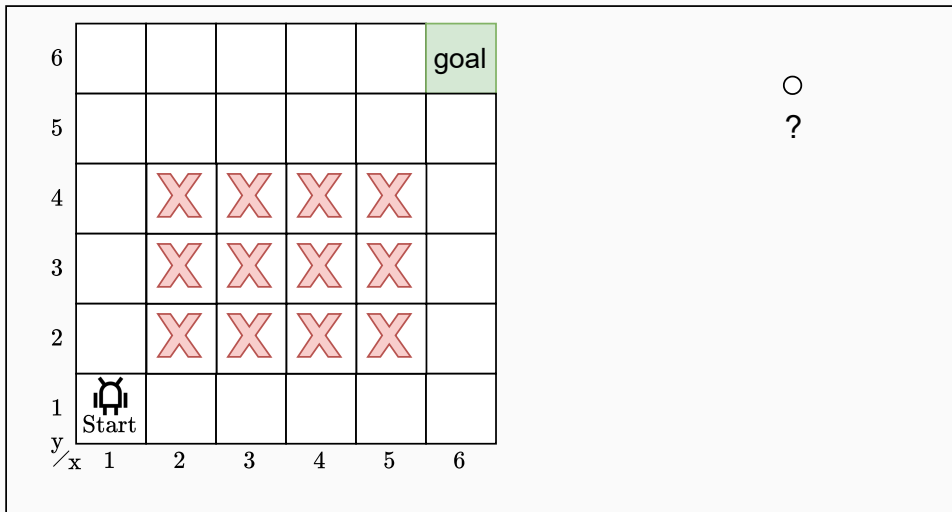 6 goal
5 ?
4 X X X X
3 X X X X
2 X X X X
1 Start
y
/x 1 2 3 4 5 6